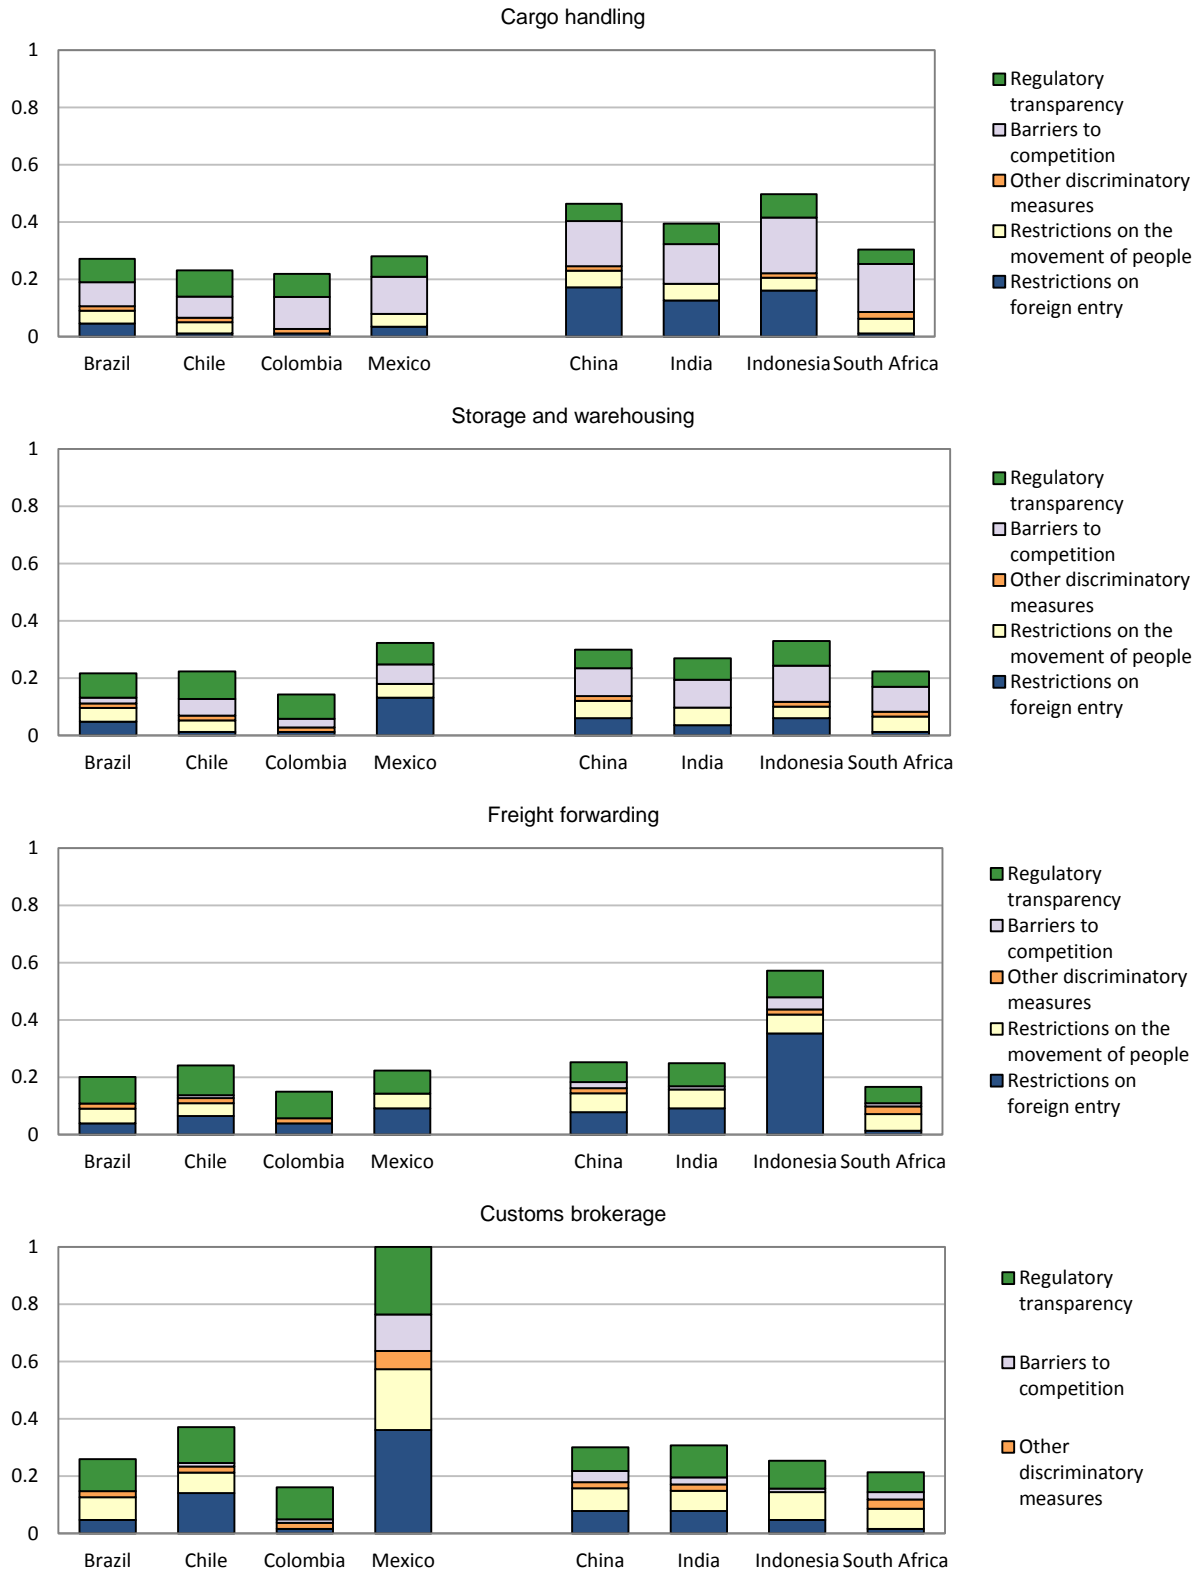 Cargo handling
1
0.8
0.6
0.4
0.2
0
Brazil Chile Colombia Mexico China India Indonesia South Africa
Regulatory
transparency
Barriers to
competition
Other discriminatory
measures
Restrictions on the
movement of people
Restrictions on
foreign entry
Storage and warehousing
1
0.8
0.6
0.4
0.2
0
Brazil Chile Colombia Mexico China India Indonesia South Africa
Regulatory
transparency
Barriers to
competition
Other discriminatory
measures
Restrictions on the
movement of people
Restrictions on
foreign entry
Freight forwarding
1
0.8
0.6
0.4
0.2
0
Brazil Chile Colombia Mexico China India Indonesia South Africa
Regulatory
transparency
Barriers to
competition
Other discriminatory
measures
Restrictions on the
movement of people
Restrictions on
foreign entry
Customs brokerage
1
0.8
0.6
0.4
0.2
0
Brazil Chile Colombia Mexico China India Indonesia South Africa
Regulatory
transparency
Barriers to
competition
Other
discriminatory
measures